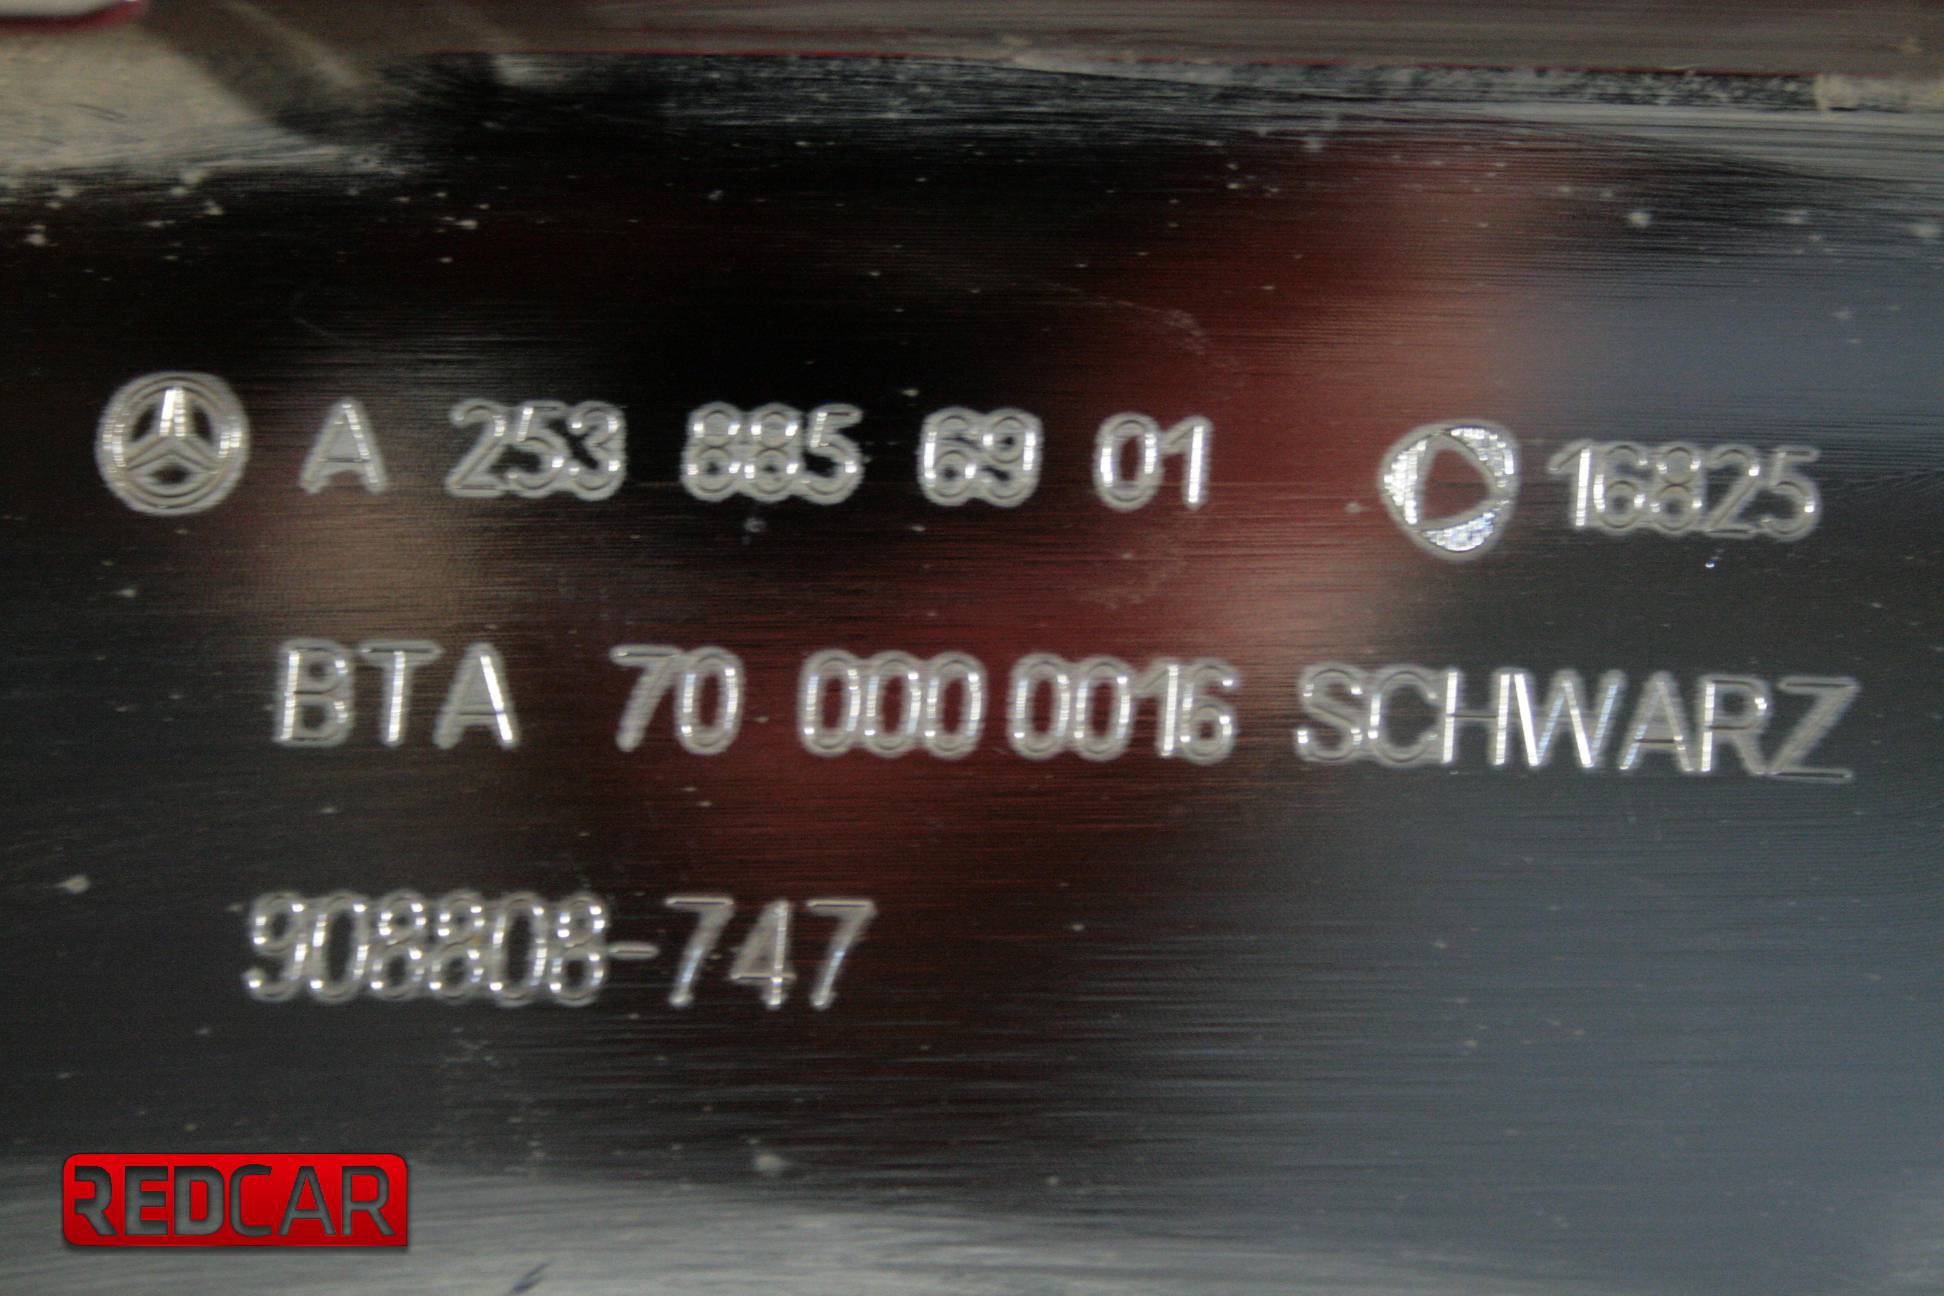 A 253 885 69 01 16825
BTA 70 000 0016 SCHWARZ
908808-747
REDCAR